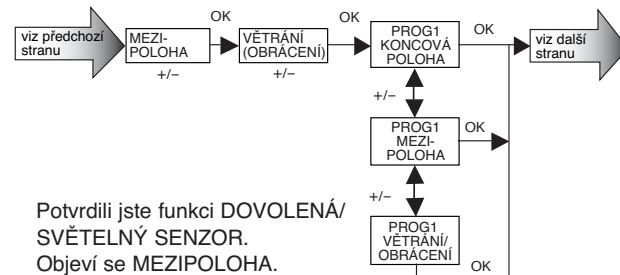 viz předchozí
stranu
MEZI-
POLOHA
+/–
OK
VĚTRÁNÍ
(OBRÁCENÍ)
+/–
OK
PROG1
KONCOVÁ
POLOHA
OK
viz další
stranu
+/–
PROG1
MEZI-
POLOHA
OK
+/–
PROG1
VĚTRÁNÍ/
OBRÁCENÍ
OK
Potvrdili jste funkci DOVOLENÁ/
SVĚTELNÝ SENZOR.
Objeví se MEZIPOLOHA.